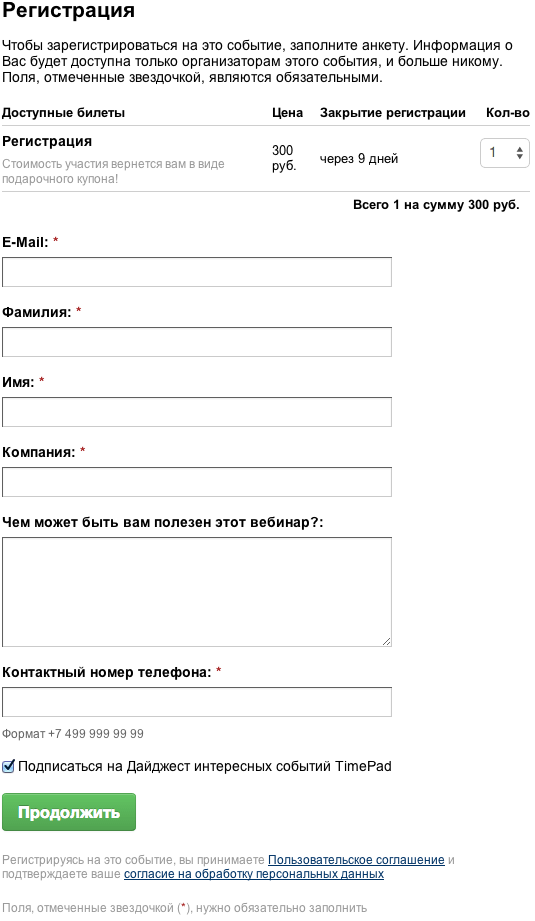 Регистрация
Чтобы зарегистрироваться на это событие, заполните анкету. Информация о
Вас будет доступна только организаторам этого события, и больше никому.
Поля, отмеченные звездочкой, являются обязательными.
Доступные билеты Цена Закрытие регистрации Кол-во
Регистрация
Стоимость участия вернется вам в виде
подарочного купона!
300
руб.
через 9 дней
1
Всего 1 на сумму 300 руб.
E-Mail: *
Фамилия: *
Имя: *
Компания: *
Чем может быть вам полезен этот вебинар?:
Контактный номер телефона: *
Формат +7 499 999 99 99
Подписаться на Дайджест интересных событий TimePad
Продолжить
Регистрируясь на это событие, вы принимаете Пользовательское соглашение и
подтверждаете ваше согласие на обработку персональных данных
Поля, отмеченные звездочкой (*), нужно обязательно заполнить